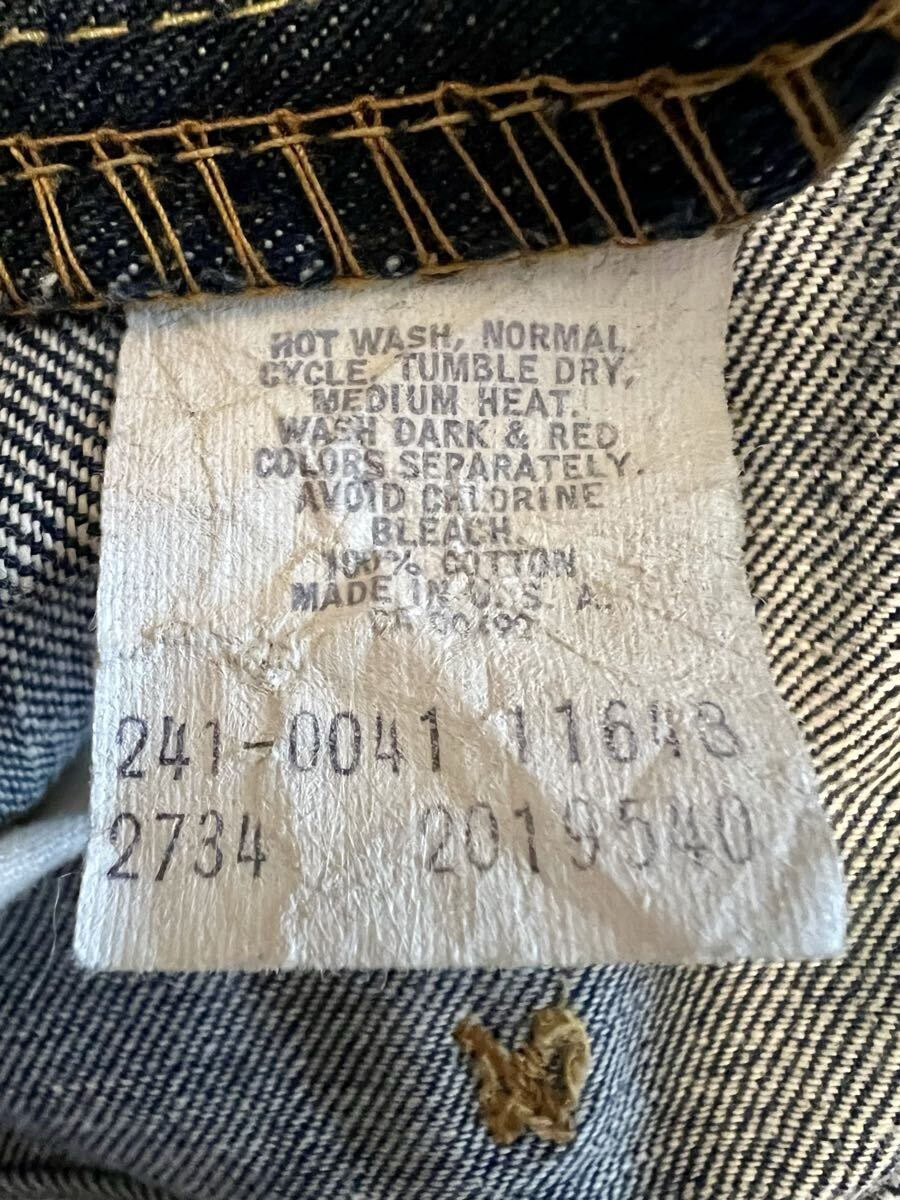 HOT WASH, NORMAL
CYCLE, TUMBLE DRY,
MEDIUM HEAT.
WASH DARK & RED
COLORS SEPARATELY.
AVOID CHLORINE
BLEACH.
100% COTTON
MADE IN U.S.A.
241-0041 11648
2734 2019540